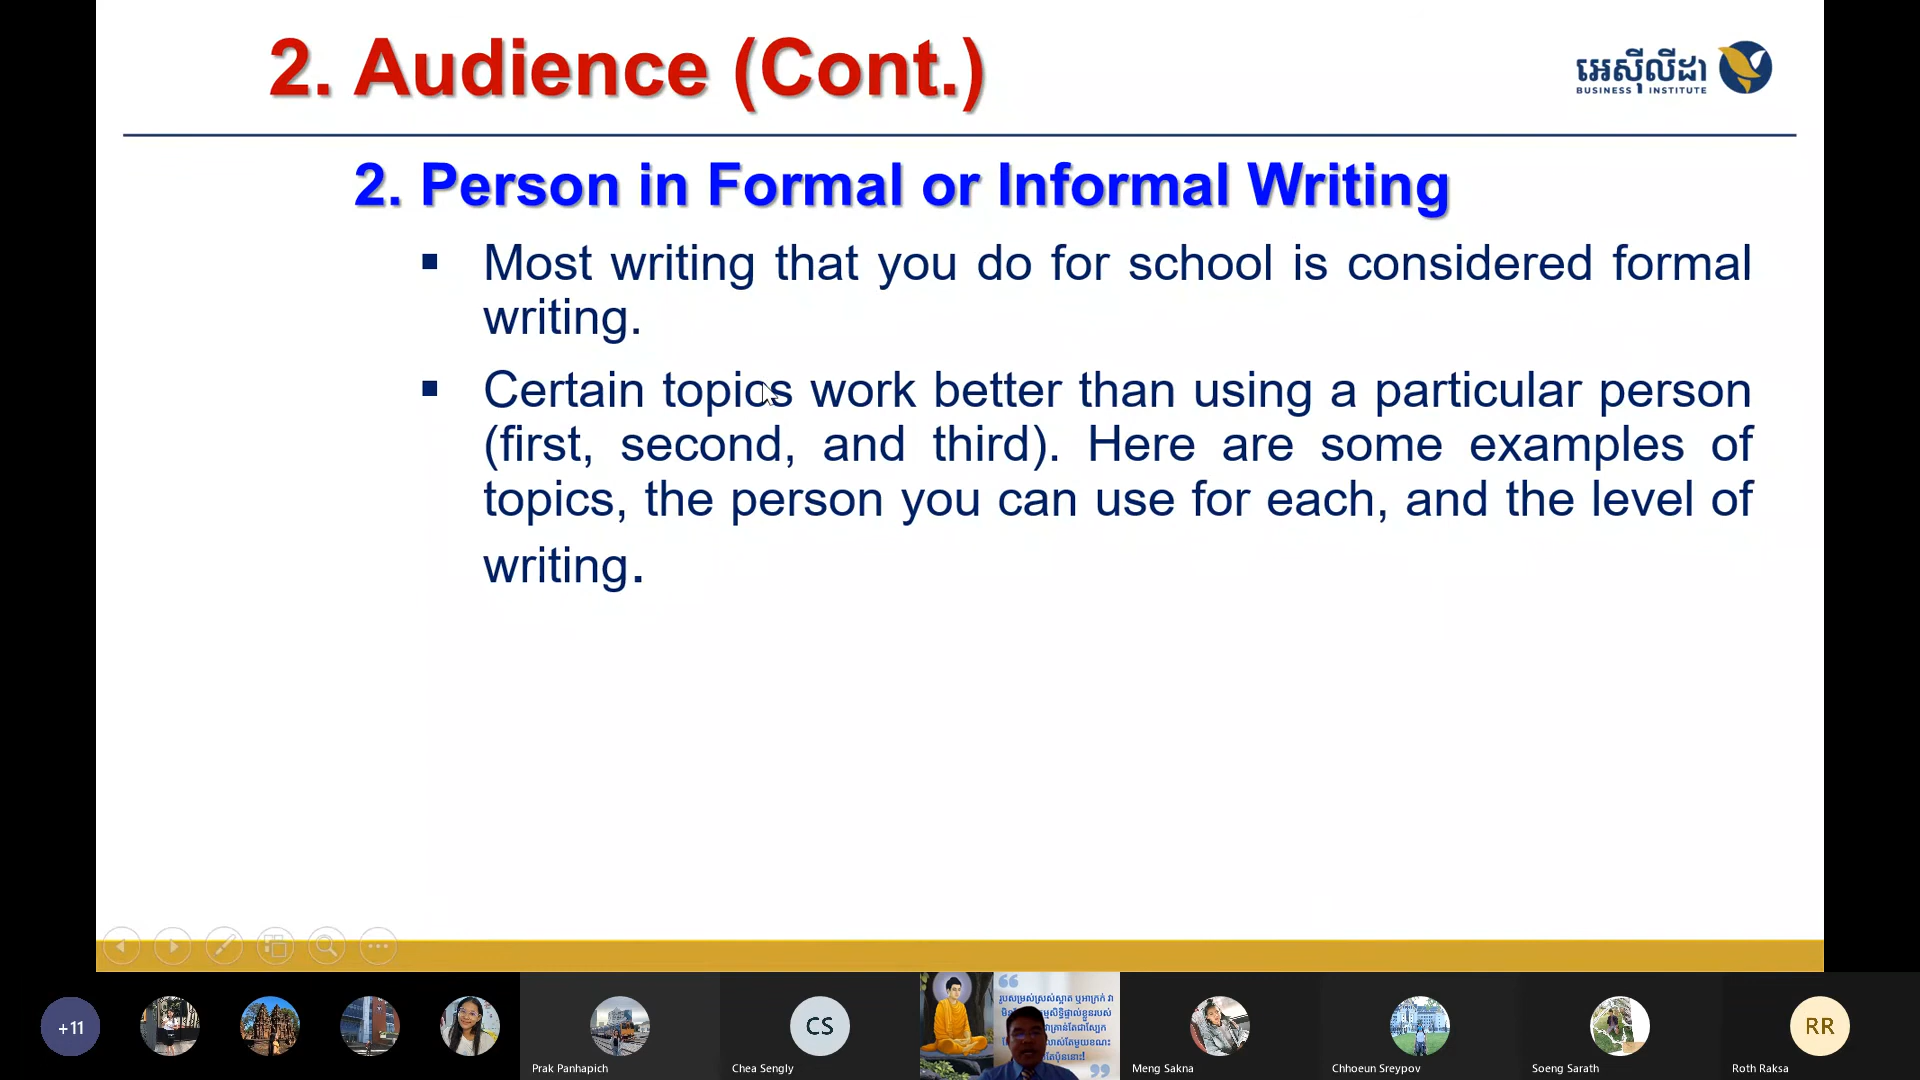 2. Audience (Cont.)
អេស៊ីលីដា
BUSINESS INSTITUTE
2. Person in Formal or Informal Writing
▪ Most writing that you do for school is considered formal
writing.
▪ Certain topics work better than using a particular person
(first, second, and third). Here are some examples of
topics, the person you can use for each, and the level of
writing.
+11
Prak Panhapich
CS
Chea Sengly
Meng Sakna
Chhoeun Sreypov
Soeng Sarath
RR
Roth Raksa